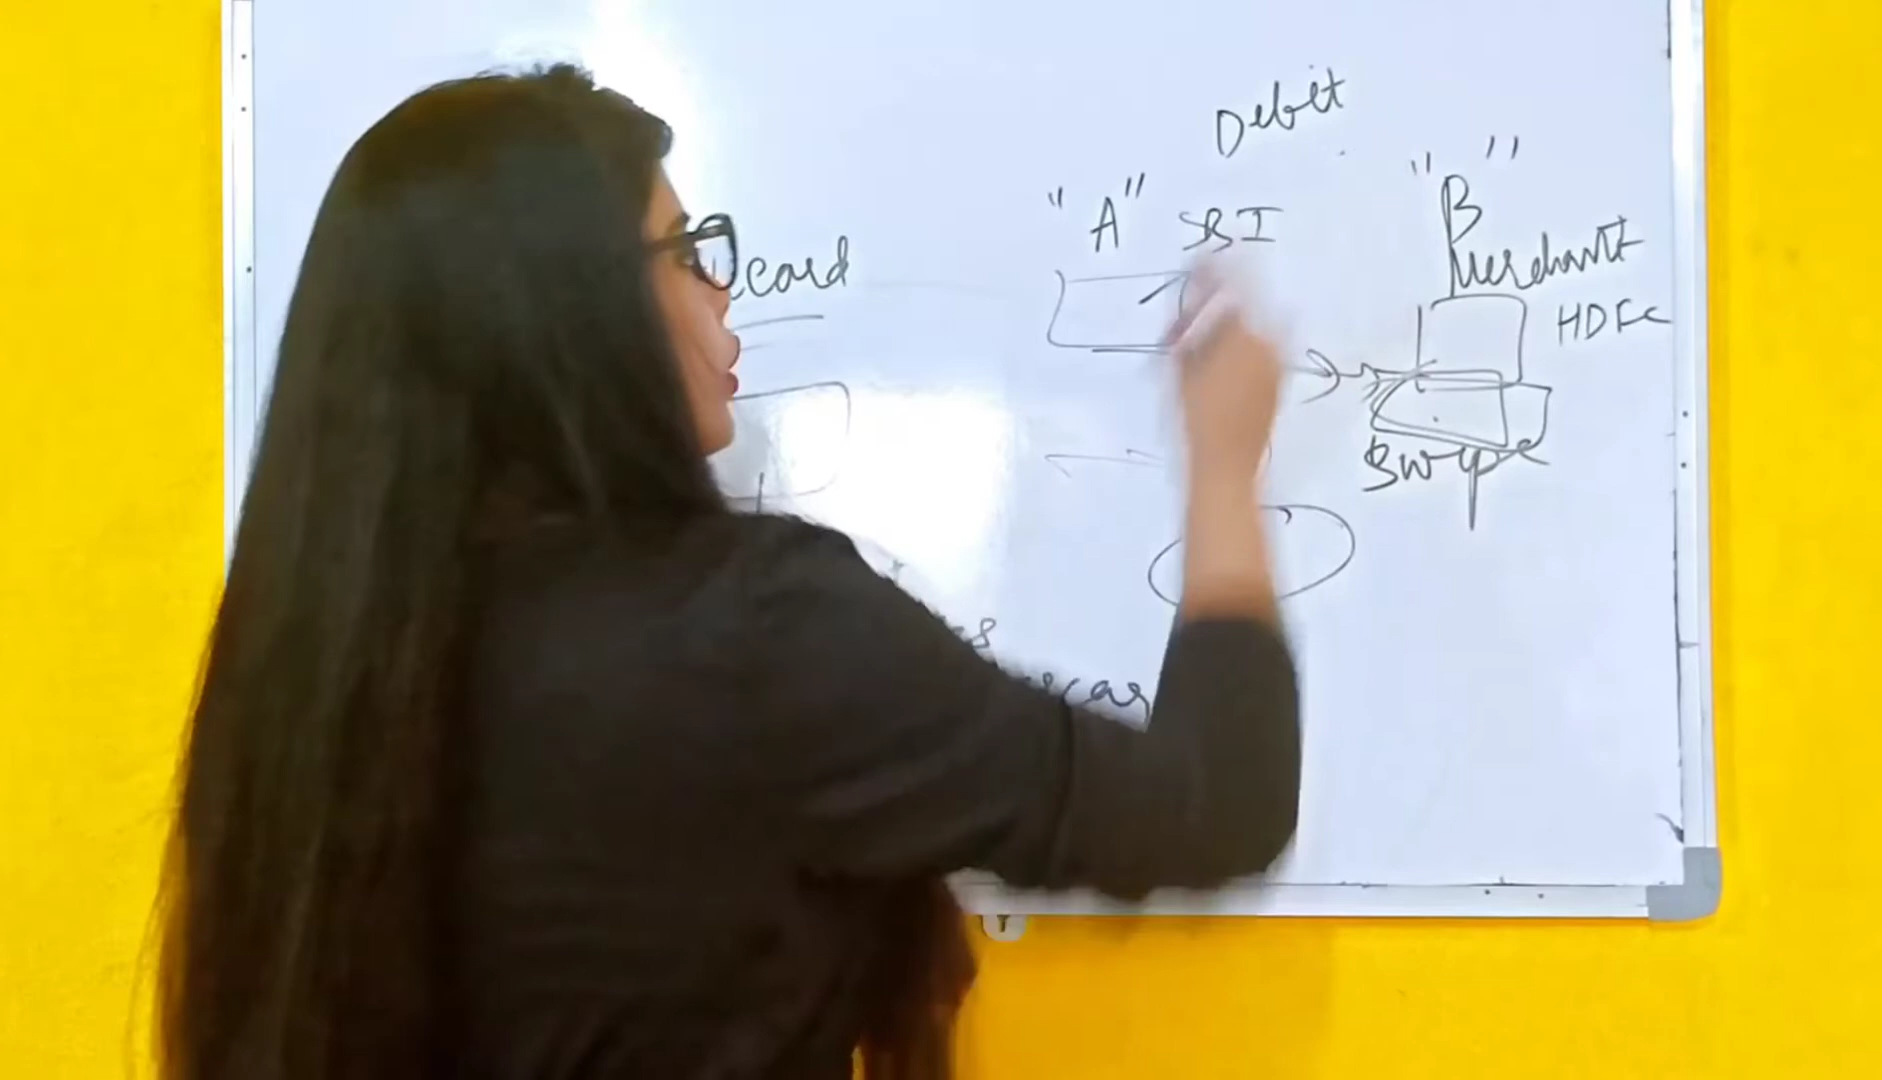 Debit
"A" SBI
"B"
Merchant
card
HDFC
Swipe